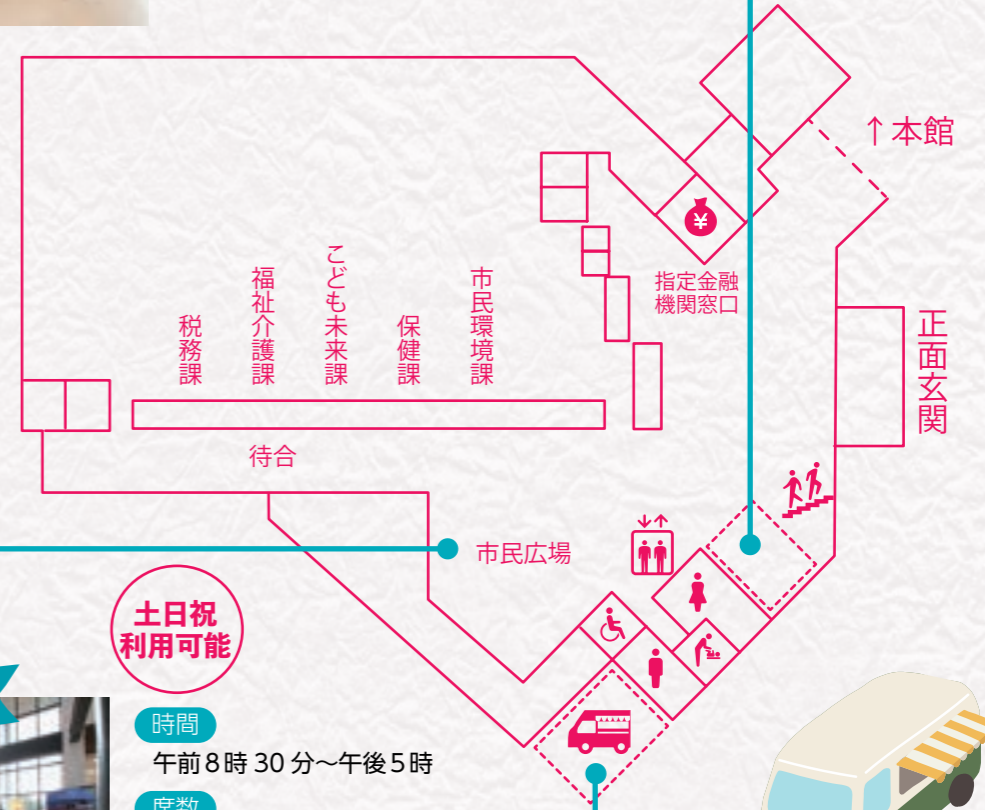 ↑本館
指定金融
機関窓口
正面玄関
税務課
福祉介護課
こども未来課
保健課
市民環境課
待合
市民広場
土日祝
利用可能
時間
午前8時30分〜午後5時
席数